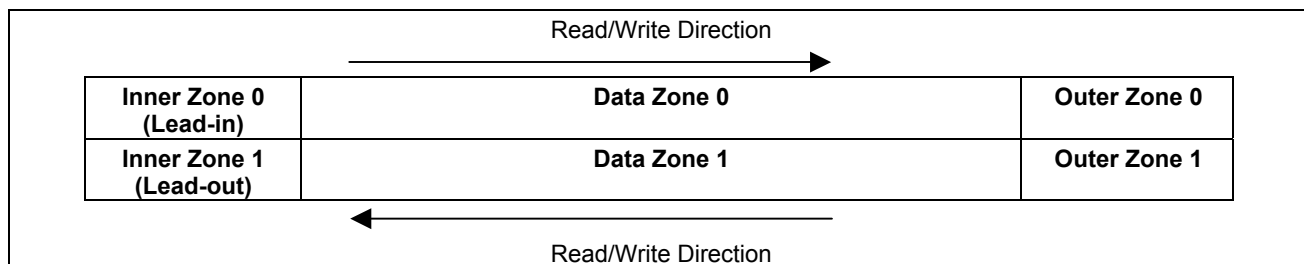 Read/Write Direction
Inner Zone 0 Data Zone 0 Outer Zone 0
(Lead-in)
Inner Zone 1 Data Zone 1 Outer Zone 1
(Lead-out)
Read/Write Direction